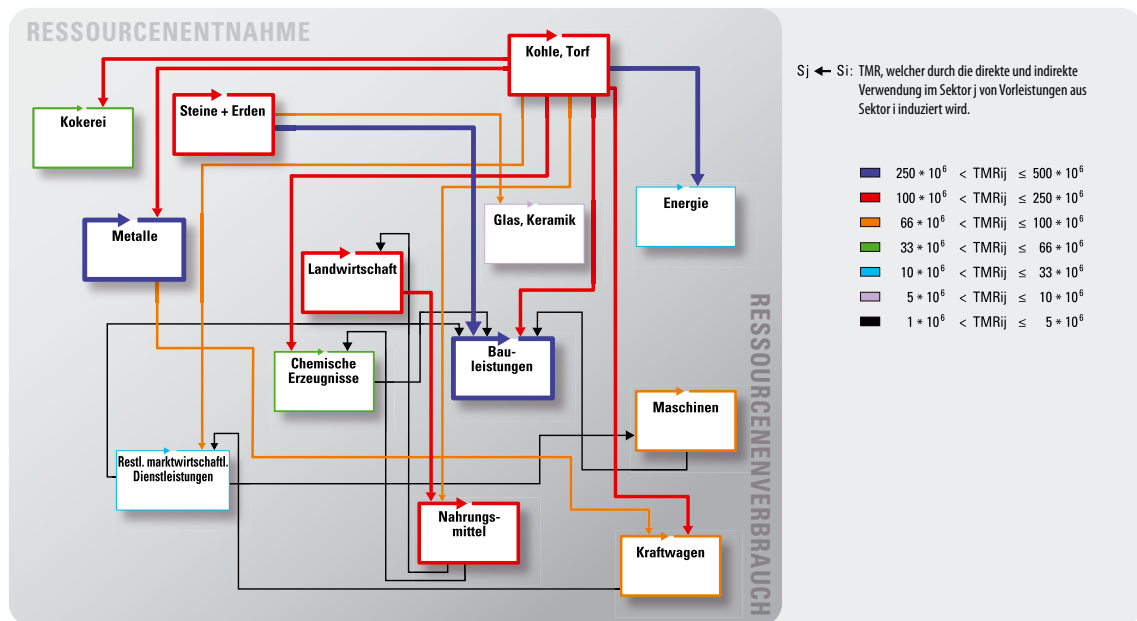 RESSOURCENENTNAHME
Kohle, Torf
Kokerei
Steine + Erden
Metalle
Glas, Keramik
Energie
Landwirtschaft
Chemische
Erzeugnisse
Bau-
leistungen
Maschinen
Restl. marktwirtschaftl.
Dienstleistungen
Nahrungs-
mittel
Kraftwagen
RESSOURCENENVERBRAUCH
Sj ← Si: TMR, welcher durch die direkte und indirekte
Verwendung im Sektor j von Vorleistungen aus
Sektor i induziert wird.
250 * 10⁶ < TMRij ≤ 500 * 10⁶
100 * 10⁶ < TMRij ≤ 250 * 10⁶
66 * 10⁶ < TMRij ≤ 100 * 10⁶
33 * 10⁶ < TMRij ≤ 66 * 10⁶
10 * 10⁶ < TMRij ≤ 33 * 10⁶
5 * 10⁶ < TMRij ≤ 10 * 10⁶
1 * 10⁶ < TMRij ≤ 5 * 10⁶